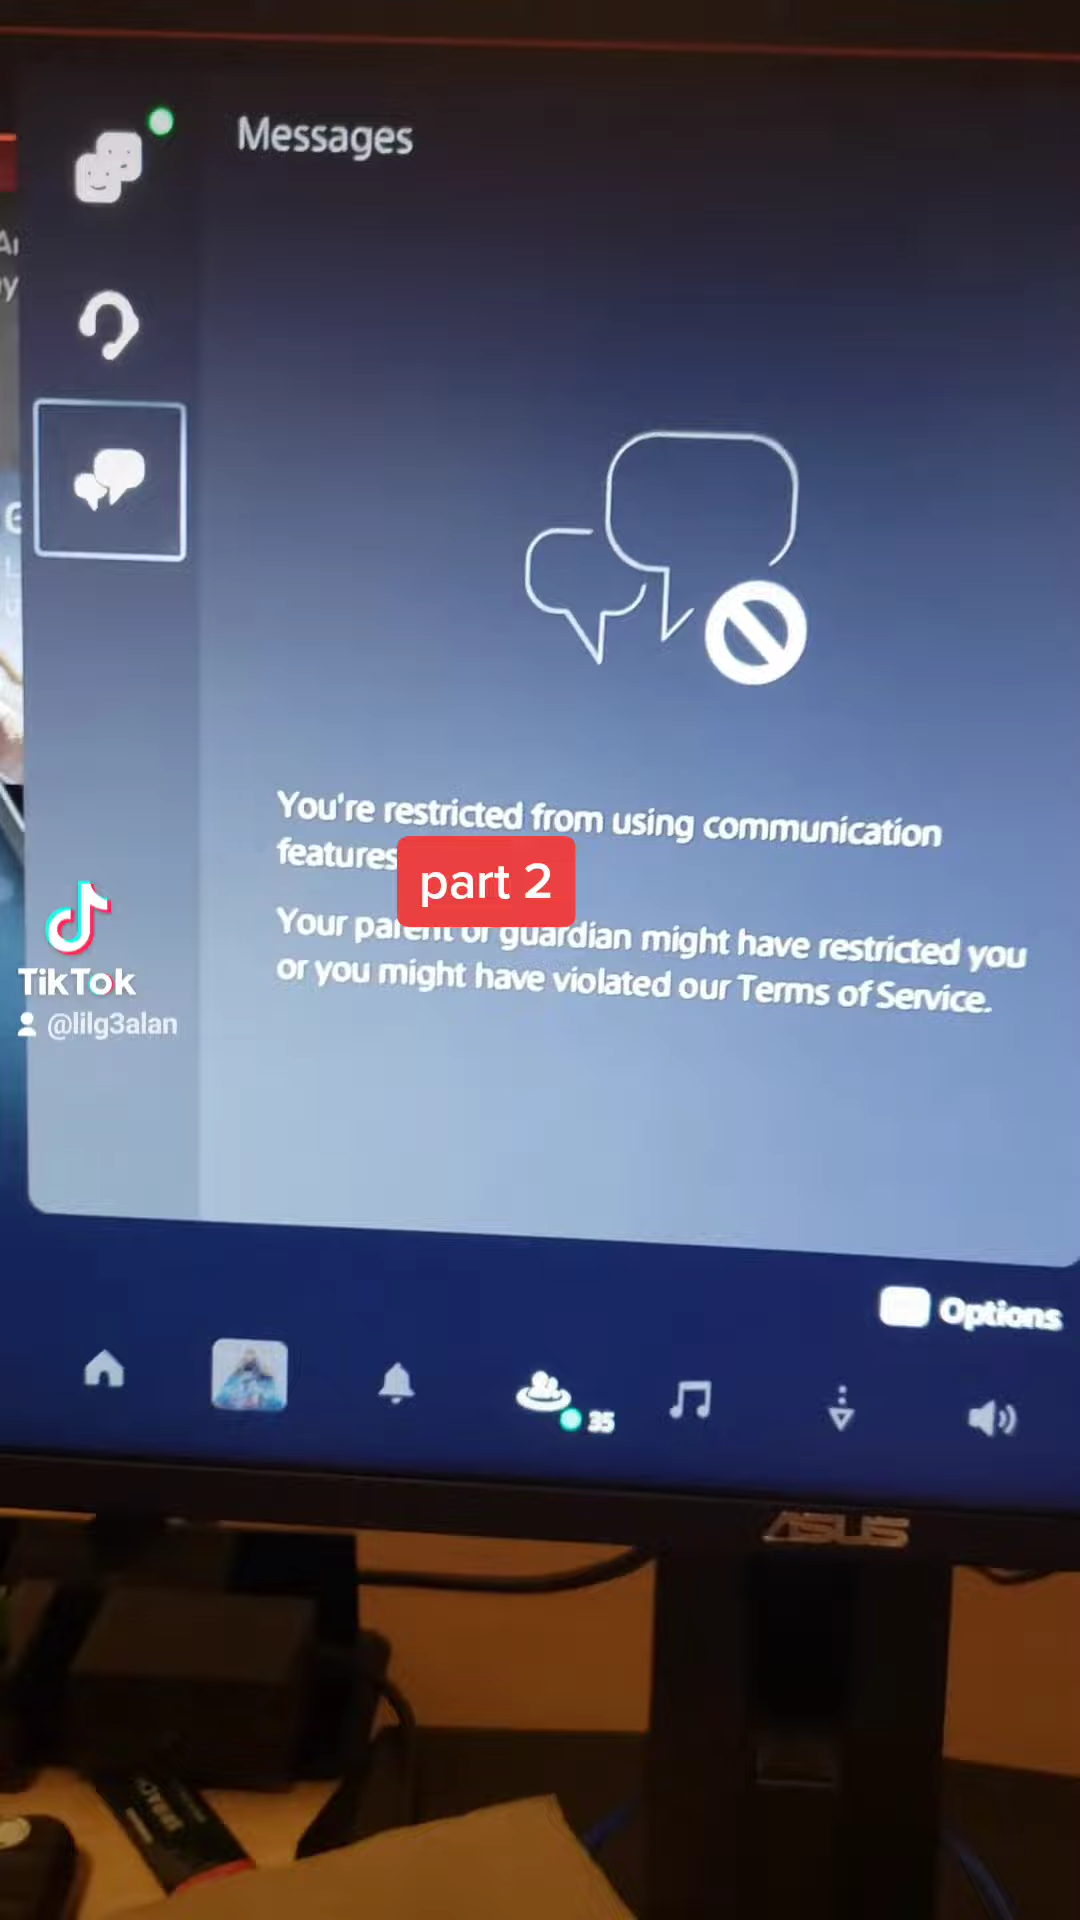 Messages
You're restricted from using communication
features
part 2
Your parent or guardian might have restricted you
or you might have violated our Terms of Service.
TikTok
@lilg3alan
Options
35
ASUS